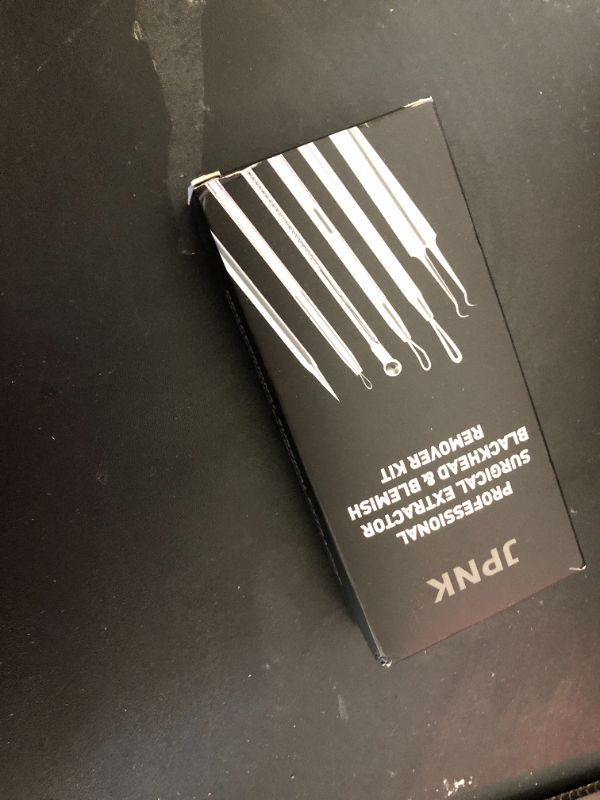 JPNK
PROFESSIONAL
SURGICAL EXTRACTOR
BLACKHEAD & BLEMISH
REMOVER KIT